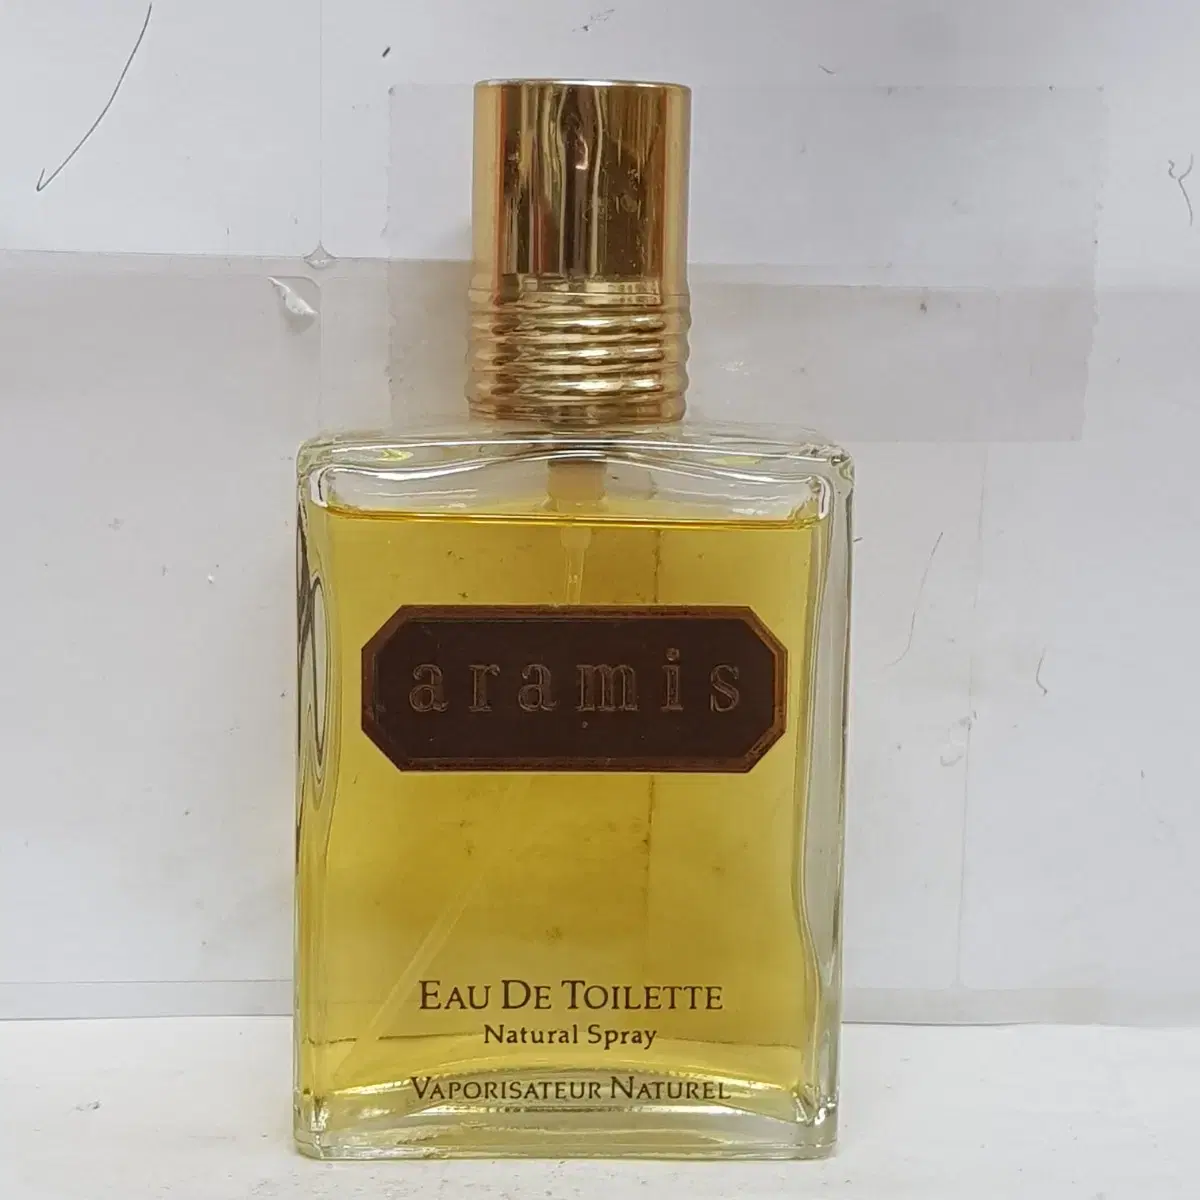 aramis
EAU DE TOILETTE
Natural Spray
VAPORISATEUR NATUREL